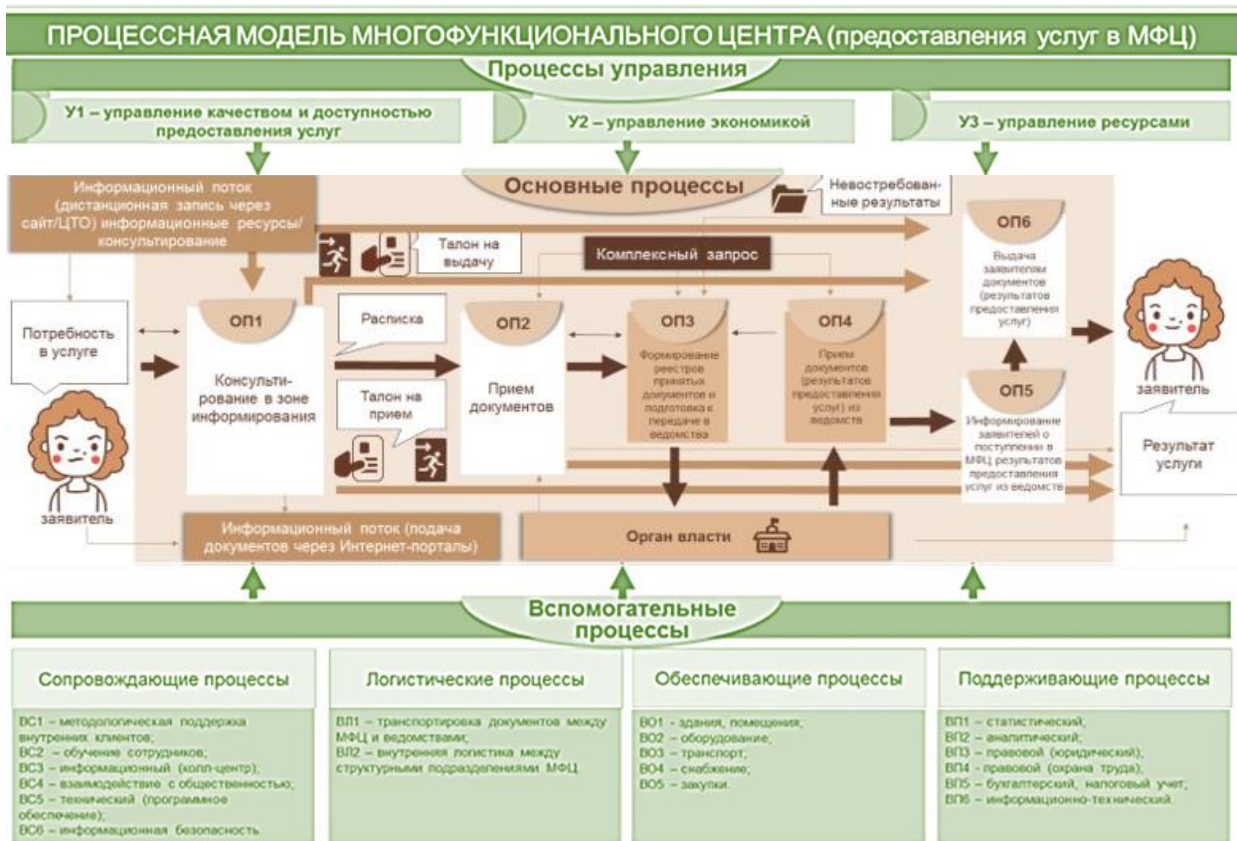 ПРОЦЕССНАЯ МОДЕЛЬ МНОГОФУНКЦИОНАЛЬНОГО ЦЕНТРА (предоставления услуг в МФЦ)
Процессы управления
У1 – управление качеством и доступностью
предоставления услуг
У2 – управление экономикой
У3 – управление ресурсами
Информационный поток
(дистанционная запись через
сайт/ЦТО) информационные ресурсы/
консультирование
Основные процессы
Невостребован-
ные результаты
Талон на
выдачу
Комплексный запрос
ОП6
Выдача
заявителям
документов
(результатов
предоставления
услуг)
Потребность
в услуге
ОП1
Консульти-
рование в зоне
информирования
Расписка
Талон на
прием
ОП2
Прием
документов
ОП3
Формирование
реестров
принятых
документов и
подготовка к
передаче в
ведомства
ОП4
Прием
документов
(результатов
предоставления
услуг) из
ведомств
ОП5
Информирование
заявителей о
поступлении в
МФЦ результатов
предоставления
услуг из ведомств
заявитель
Результат
услуги
заявитель
Информационный поток (подача
документов через Интернет-порталы)
Орган власти
Вспомогательные
процессы
Сопровождающие процессы
ВС1 – методологическая поддержка
внутренних клиентов;
ВС2 – обучение сотрудников;
ВС3 – информационный (колл-центр);
ВС4 – взаимодействие с общественностью;
ВС5 – технический (программное
обеспечение);
ВС6 – информационная безопасность.
Логистические процессы
ВЛ1 – транспортировка документов между
МФЦ и ведомствами;
ВЛ2 – внутренняя логистика между
структурными подразделениями МФЦ.
Обеспечивающие процессы
ВО1 - здания, помещения;
ВО2 – оборудование;
ВО3 – транспорт;
ВО4 – снабжение;
ВО5 – закупки.
Поддерживающие процессы
ВП1 – статистический;
ВП2 – аналитический;
ВП3 – правовой (юридический);
ВП4 - правовой (охрана труда);
ВП5 – бухгалтерский, налоговый учет;
ВП6 – информационно-технический.